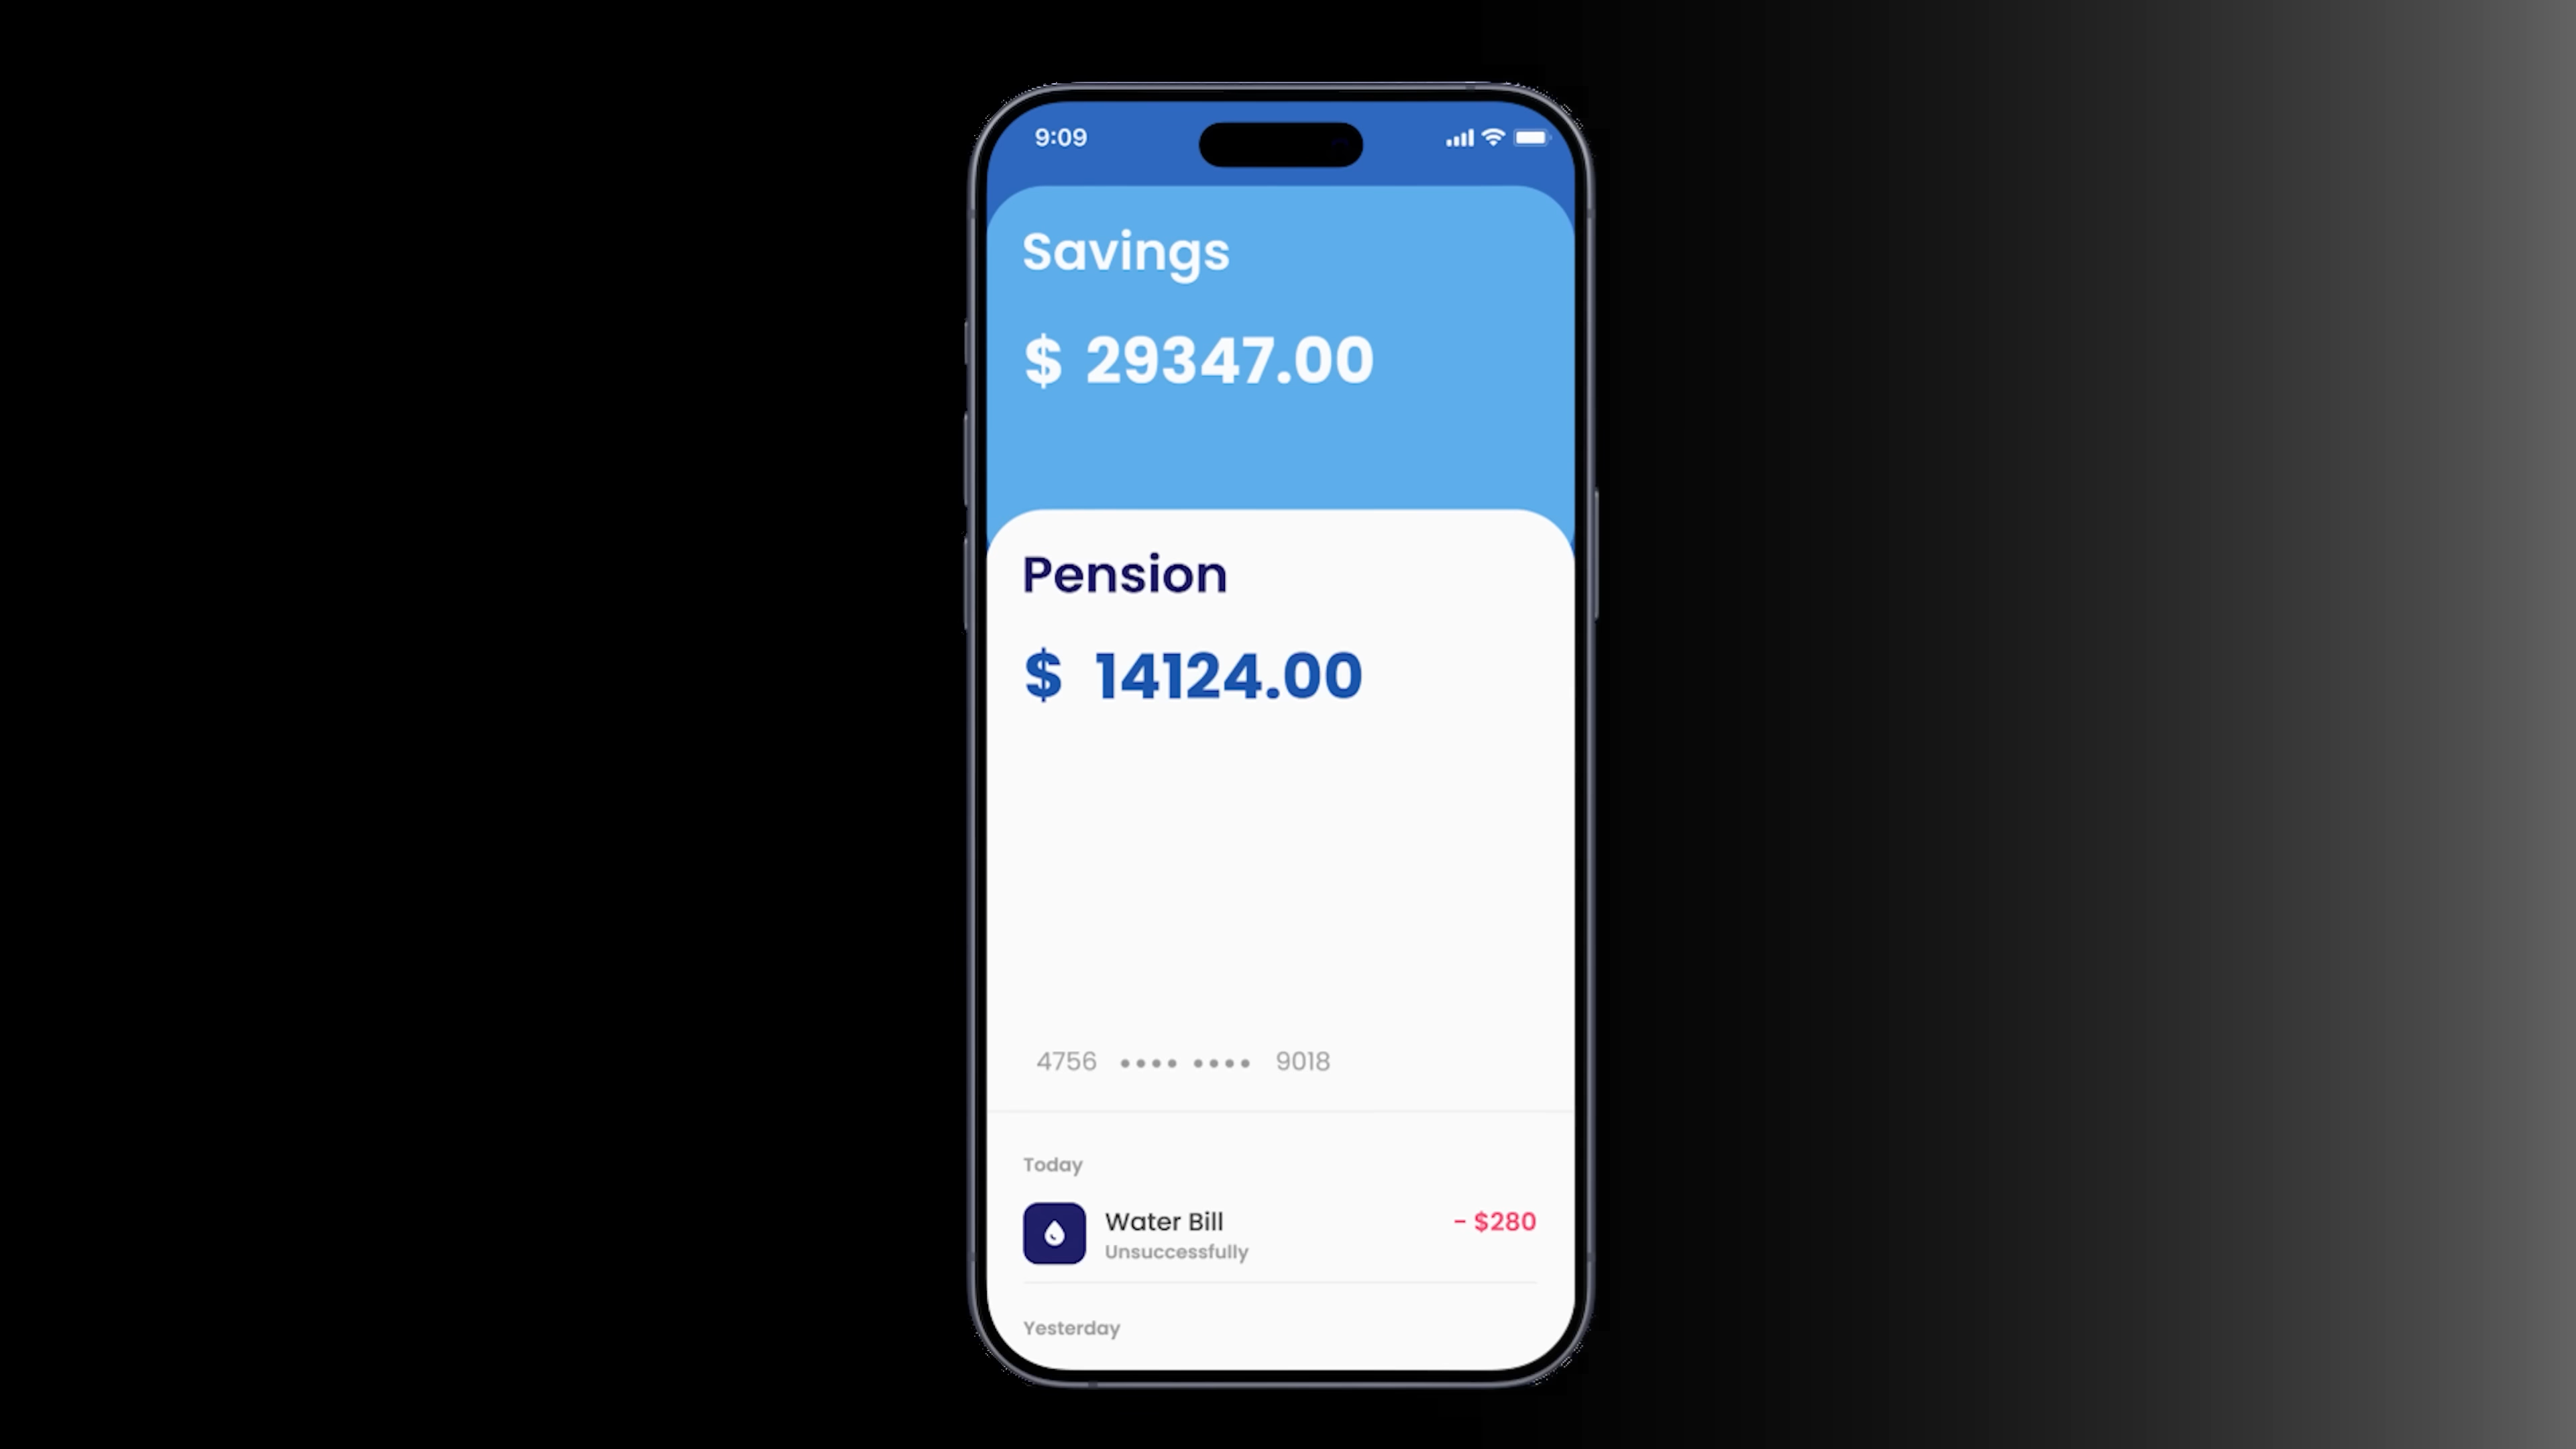 9:09
Savings
$ 29347.00
Pension
$ 14124.00
4756 •••• •••• 9018
Today
Water Bill - $280
Unsuccessfully
Yesterday